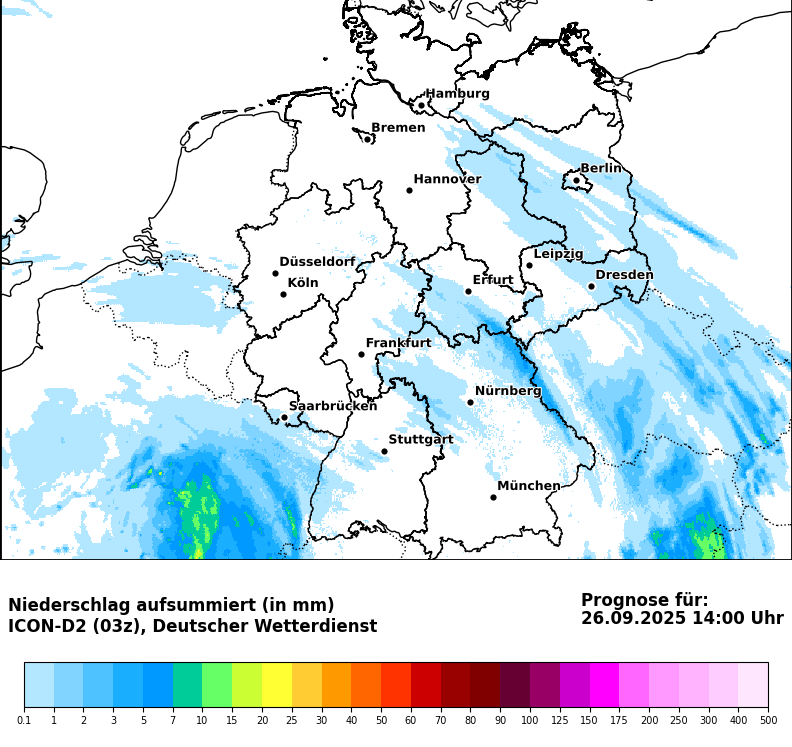 Hamburg
Bremen
Berlin
Hannover
Leipzig
Düsseldorf
Dresden
Erfurt
Köln
Frankfurt
Nürnberg
Saarbrücken
Stuttgart
München
Niederschlag aufsummiert (in mm)
ICON-D2 (03z), Deutscher Wetterdienst
Prognose für:
26.09.2025 14:00 Uhr
0.1 1 2 3 5 7 10 15 20 25 30 40 50 60 70 80 90 100 125 150 175 200 250 300 400 500